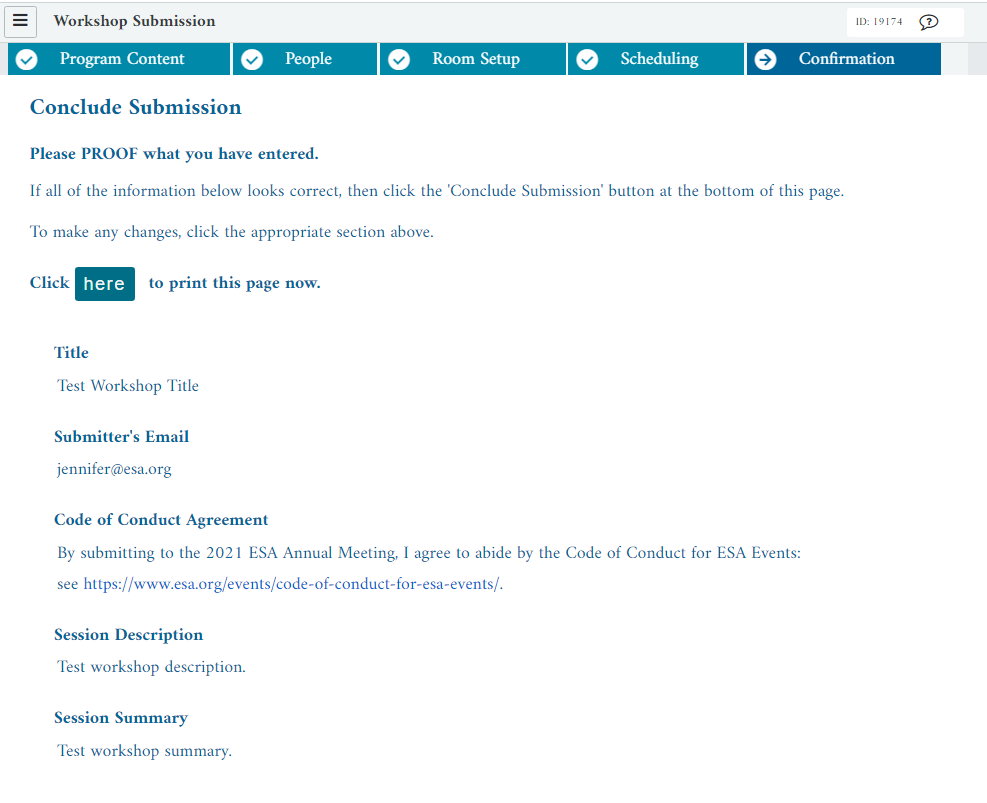 Workshop Submission
ID: 19174
Program Content
People
Room Setup
Scheduling
Confirmation
Conclude Submission
Please PROOF what you have entered.
If all of the information below looks correct, then click the 'Conclude Submission' button at the bottom of this page.
To make any changes, click the appropriate section above.
Click here to print this page now.
Title
Test Workshop Title
Submitter's Email
jennifer@esa.org
Code of Conduct Agreement
By submitting to the 2021 ESA Annual Meeting, I agree to abide by the Code of Conduct for ESA Events:
see https://www.esa.org/events/code-of-conduct-for-esa-events/.
Session Description
Test workshop description.
Session Summary
Test workshop summary.